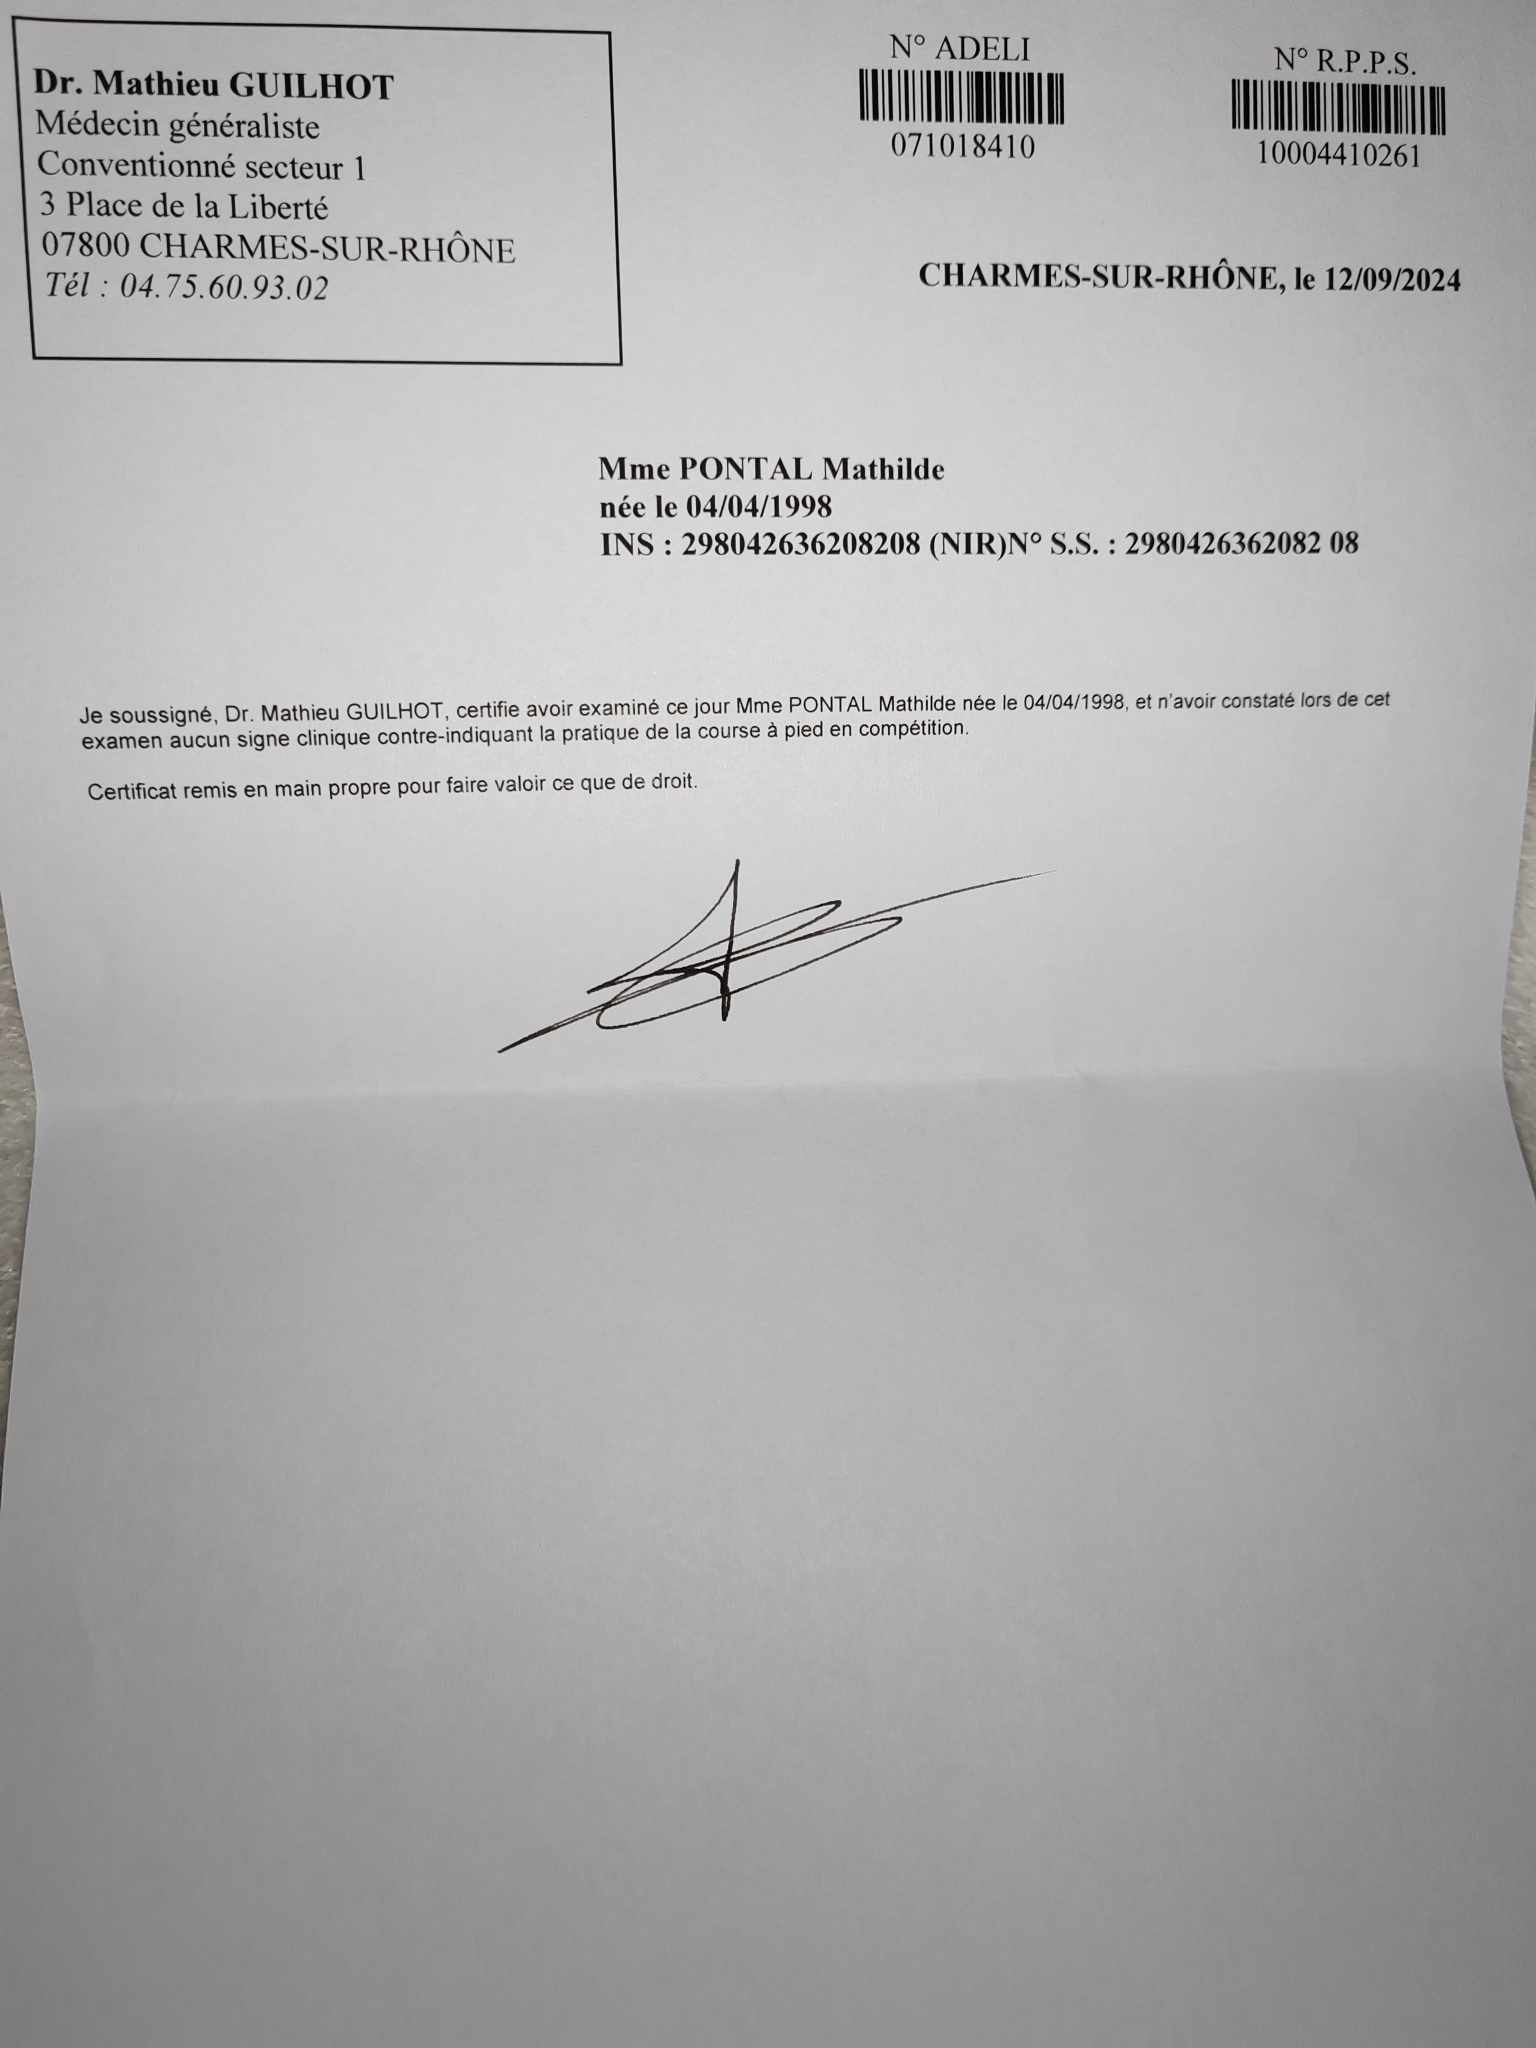 Dr. Mathieu GUILHOT
Médecin généraliste
Conventionné secteur 1
3 Place de la Liberté
07800 CHARMES-SUR-RHÔNE
Tél : 04.75.60.93.02
N° ADELI
071018410
N° R.P.P.S.
10004410261
CHARMES-SUR-RHÔNE, le 12/09/2024
Mme PONTAL Mathilde
née le 04/04/1998
INS : 298042636208208 (NIR)N° S.S. : 2980426362082 08
Je soussigné, Dr. Mathieu GUILHOT, certifie avoir examiné ce jour Mme PONTAL Mathilde née le 04/04/1998, et n'avoir constaté lors de cet
examen aucun signe clinique contre-indiquant la pratique de la course à pied en compétition.
Certificat remis en main propre pour faire valoir ce que de droit.